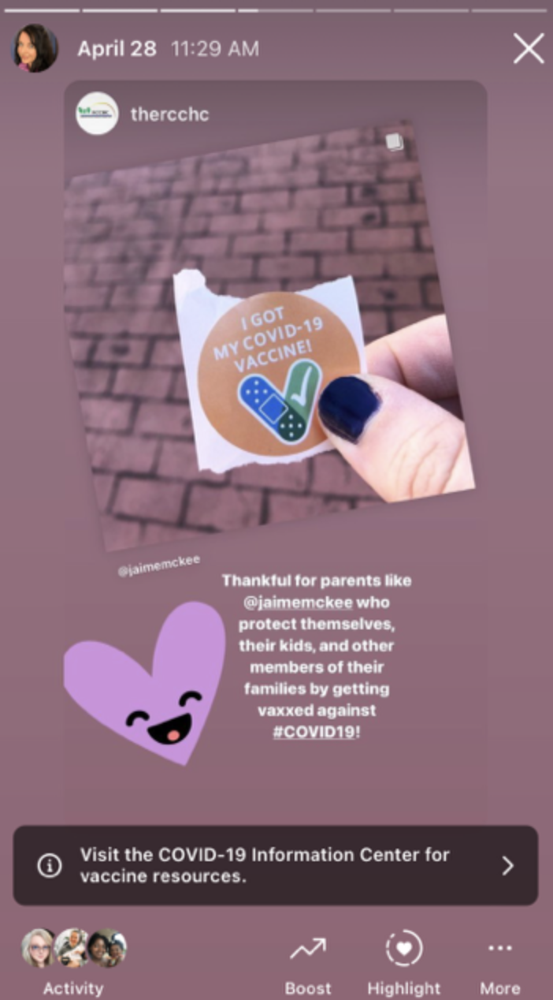 April 28 11:29 AM
thercchc
I GOT
MY COVID-19
VACCINE!
@jaimemckee
Thankful for parents like
@jaimemckee who
protect themselves,
their kids, and other
members of their
families by getting
vaxxed against
#COVID19!
Visit the COVID-19 Information Center for
vaccine resources.
Activity
Boost
Highlight
More